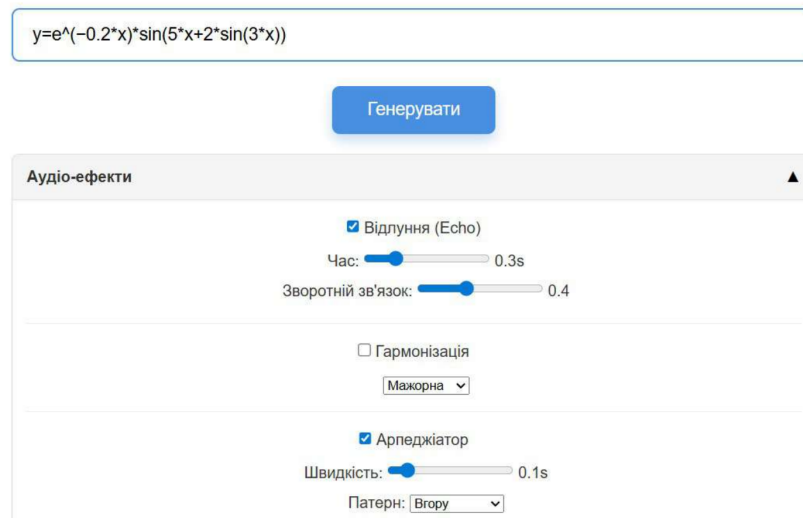 y=e^(−0.2*x)*sin(5*x+2*sin(3*x))
Генерувати
Аудіо-ефекти ▲
Відлуння (Echo)
Час: 0.3s
Зворотній зв'язок: 0.4
Гармонізація
Мажорна
Арпеджіатор
Швидкість: 0.1s
Патерн: Вгору